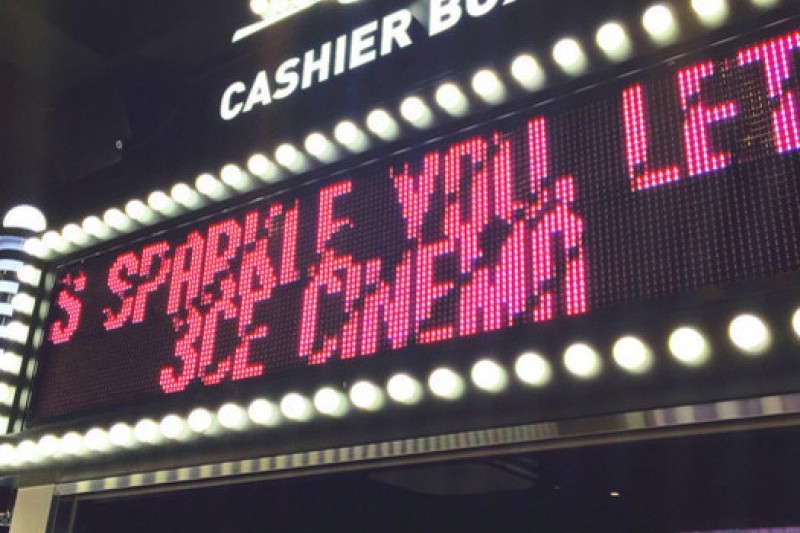 CASHIER
S SPARKLE YOU, LET
3CE CINEMA